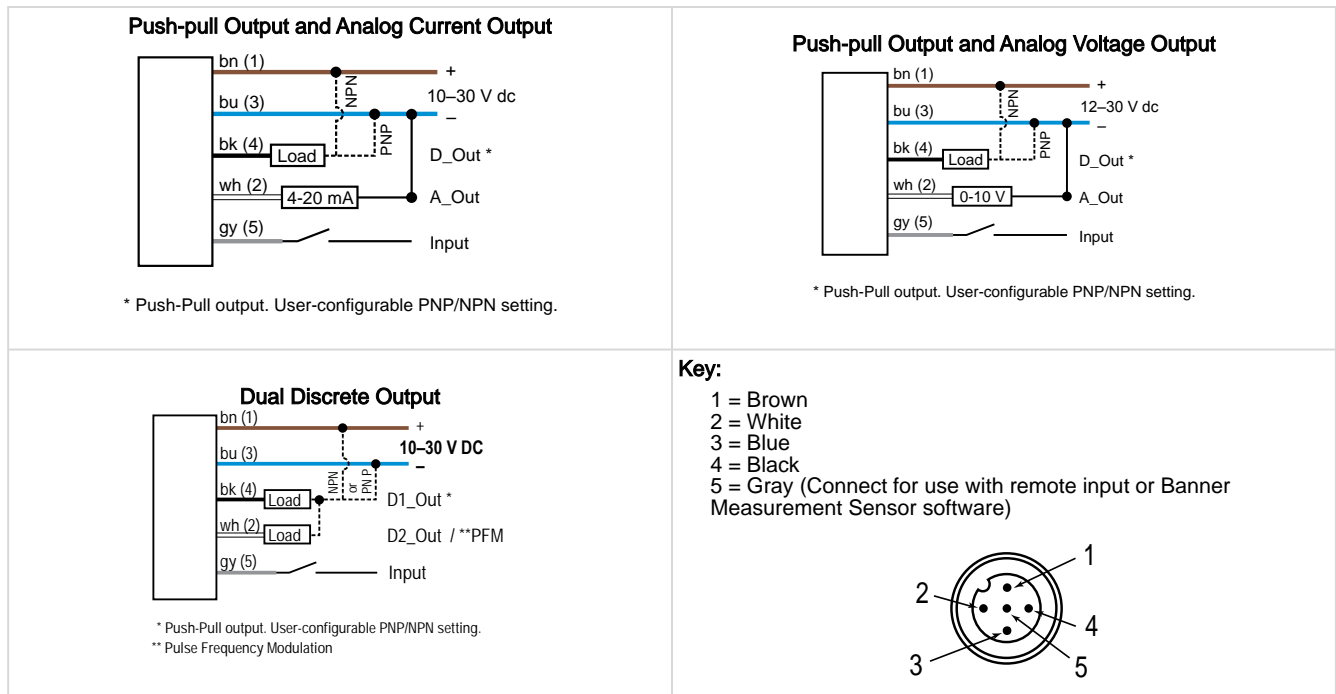 Push-pull Output and Analog Current Output
bn (1)
+
NPN
10–30 V dc
bu (3)
–
PNP
bk (4)
Load
D_Out *
wh (2)
4-20 mA
A_Out
gy (5)
Input
* Push-Pull output. User-configurable PNP/NPN setting.
Push-pull Output and Analog Voltage Output
bn (1)
+
NPN
12–30 V dc
bu (3)
–
PNP
bk (4)
Load
D_Out *
wh (2)
0-10 V
A_Out
gy (5)
Input
* Push-Pull output. User-configurable PNP/NPN setting.
Dual Discrete Output
bn (1)
+
10–30 V DC
bu (3)
–
NPN
or
PN P
bk (4)
Load
D1_Out *
wh (2)
Load
D2_Out / **PFM
gy (5)
Input
* Push-Pull output. User-configurable PNP/NPN setting.
** Pulse Frequency Modulation
Key:
1 = Brown
2 = White
3 = Blue
4 = Black
5 = Gray (Connect for use with remote input or Banner
Measurement Sensor software)
1
2
4
3
5